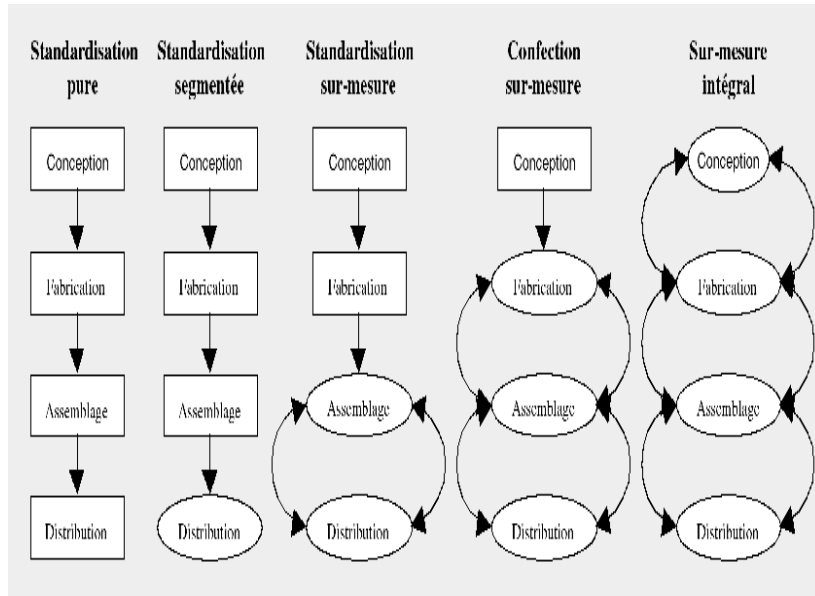 Standardisation
pure
Standardisation
segmentée
Standardisation
sur-mesure
Confection
sur-mesure
Sur-mesure
intégral
Conception
Conception
Conception
Conception
Conception
Fabrication
Fabrication
Fabrication
Fabrication
Fabrication
Assemblage
Assemblage
Assemblage
Assemblage
Assemblage
Distribution
Distribution
Distribution
Distribution
Distribution